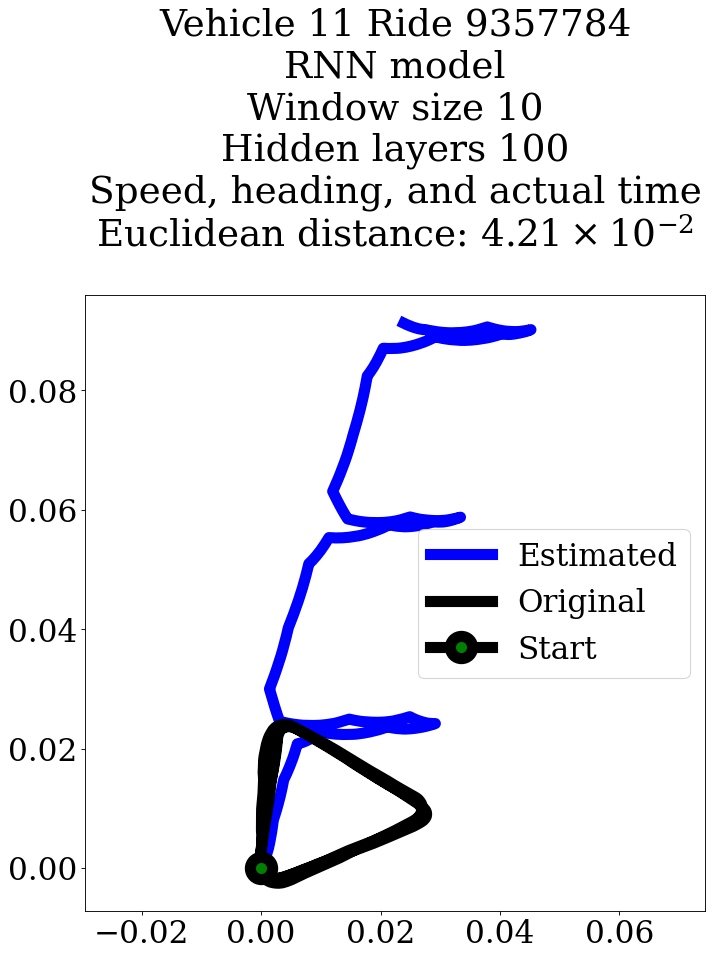 Vehicle 11 Ride 9357784
RNN model
Window size 10
Hidden layers 100
Speed, heading, and actual time
Euclidean distance: 4.21 × 10⁻²
0.08
0.06
0.04
0.02
0.00
Estimated
Original
Start
−0.02 0.00 0.02 0.04 0.06